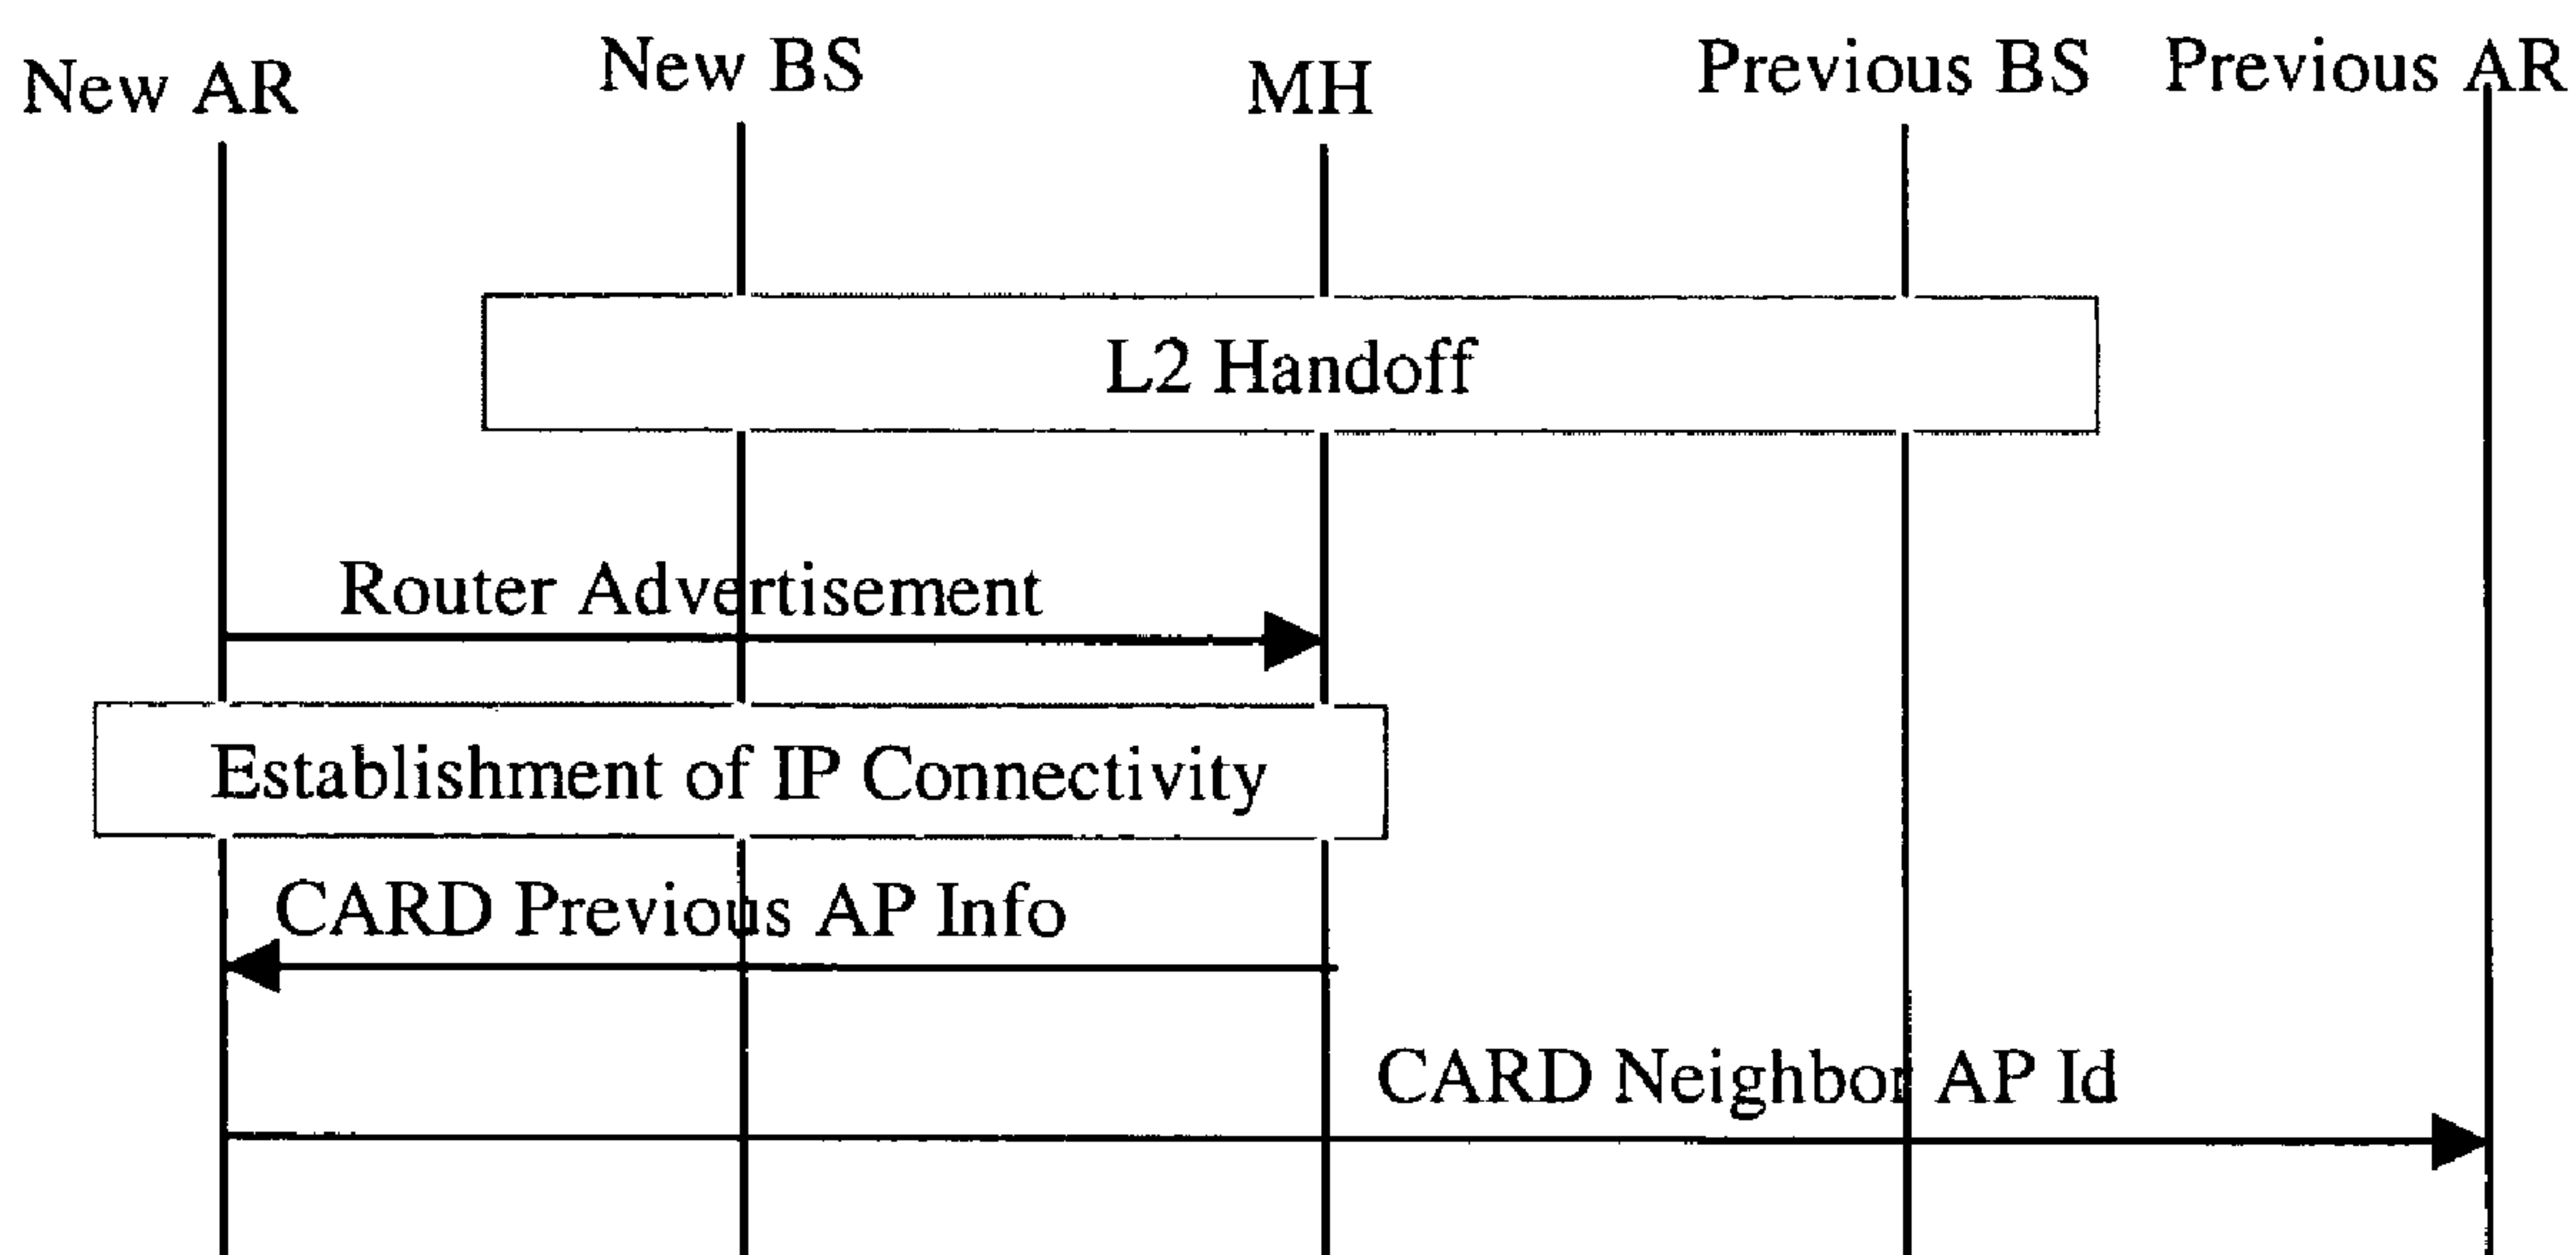 New AR
New BS
MH
Previous BS
Previous AR
L2 Handoff
Router Advertisement
Establishment of IP Connectivity
CARD Previous AP Info
CARD Neighbor AP Id